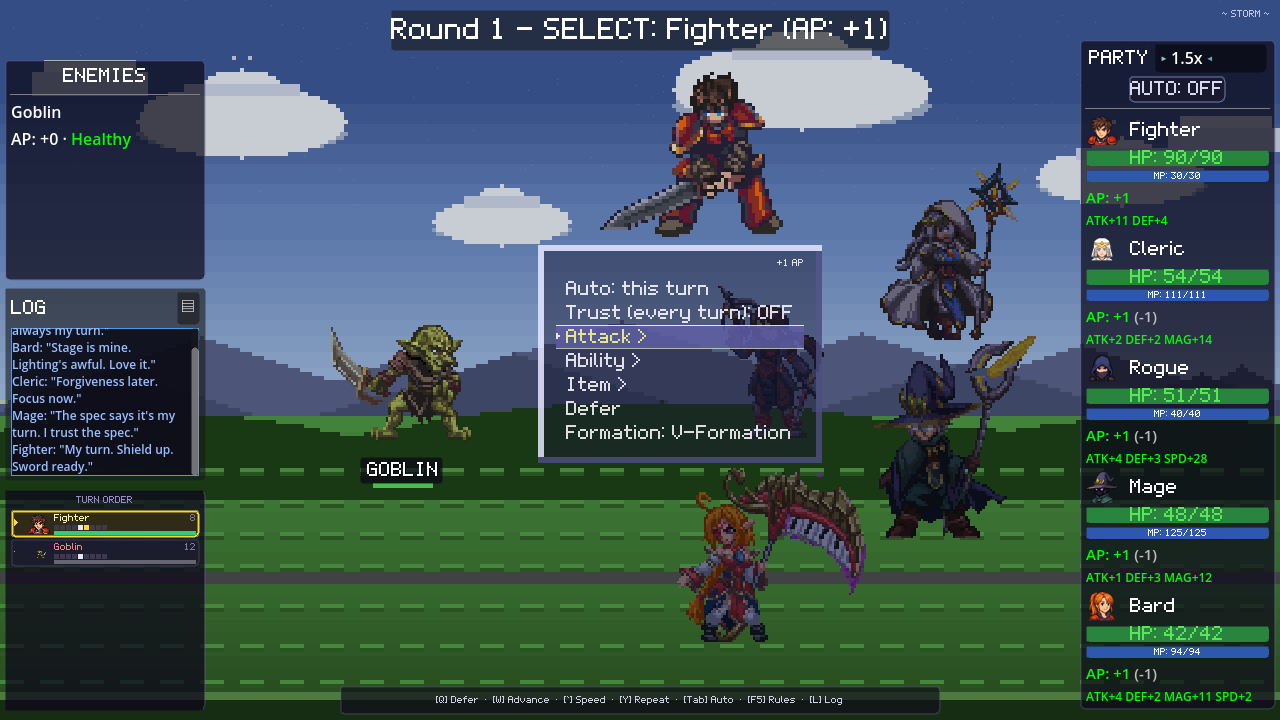 Round 1 – SELECT: Fighter (AP: +1)
~ STORM ~
ENEMIES
Goblin
AP: +0 · Healthy
LOG
always my turn."
Bard: "Stage is mine.
Lighting's awful. Love it."
Cleric: "Forgiveness later.
Focus now."
Mage: "The spec says it's my
turn. I trust the spec."
Fighter: "My turn. Shield up.
Sword ready."
TURN ORDER
Fighter 8
Goblin 12
GOBLIN
+1 AP
Auto: this turn
Trust (every turn): OFF
Attack >
Ability >
Item >
Defer
Formation: V-Formation
PARTY 1.5x
AUTO: OFF
Fighter
HP: 90/90
MP: 30/30
AP: +1
ATK+11 DEF+4
Cleric
HP: 54/54
MP: 111/111
AP: +1 (-1)
ATK+2 DEF+2 MAG+14
Rogue
HP: 51/51
MP: 40/40
AP: +1 (-1)
ATK+4 DEF+3 SPD+28
Mage
HP: 48/48
MP: 125/125
AP: +1 (-1)
ATK+1 DEF+3 MAG+12
Bard
HP: 42/42
MP: 94/94
AP: +1 (-1)
ATK+4 DEF+2 MAG+11 SPD+2
[Q] Defer · [W] Advance · [`] Speed · [Y] Repeat · [Tab] Auto · [F5] Rules · [L] Log